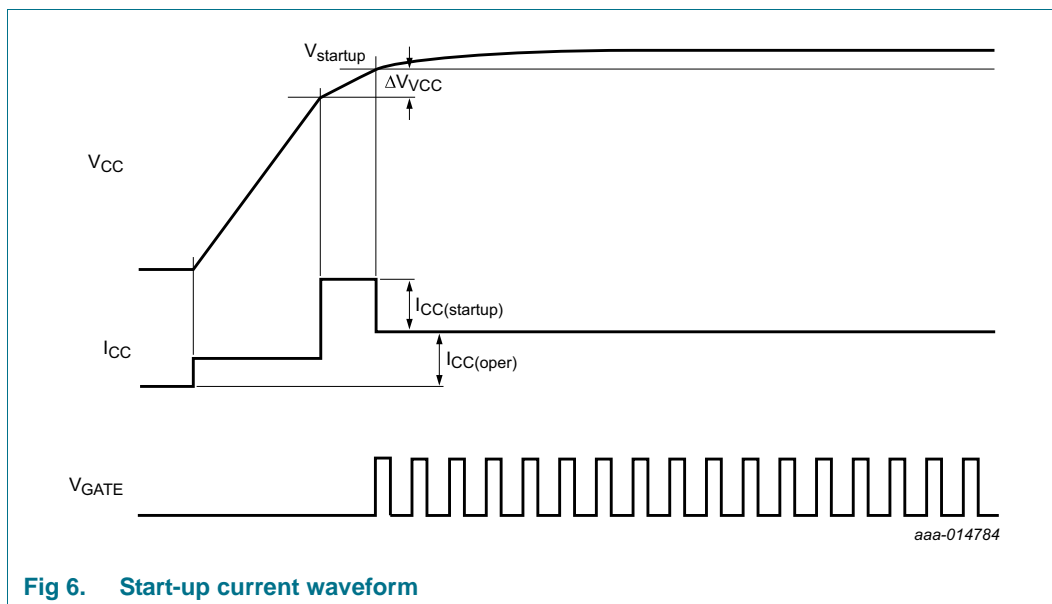 Vstartup
ΔVVCC
VCC
ICC(startup)
ICC
ICC(oper)
VGATE
aaa-014784
Fig 6. Start-up current waveform